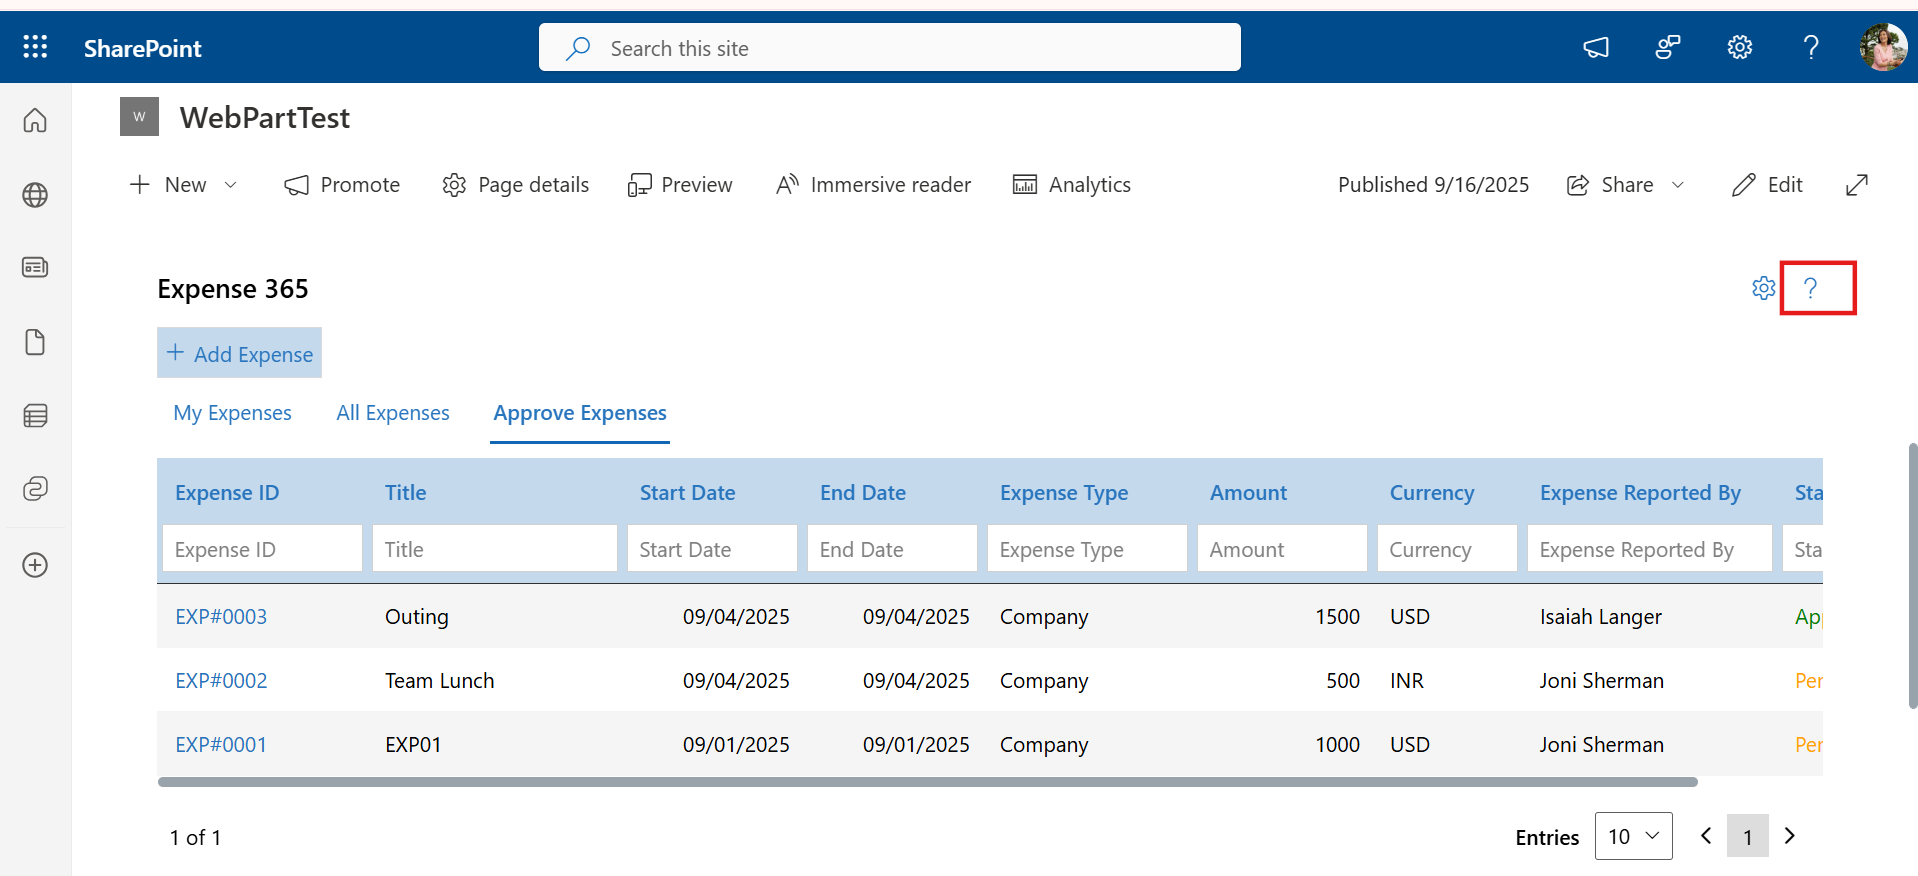 SharePoint
Search this site
?
W
WebPartTest
New
Promote
Page details
Preview
Immersive reader
Analytics
Published 9/16/2025
Share
Edit
Expense 365
?
+ Add Expense
My Expenses All Expenses Approve Expenses
Expense ID Title Start Date End Date Expense Type Amount Currency Expense Reported By Sta
Expense ID Title Start Date End Date Expense Type Amount Currency Expense Reported By Sta
EXP#0003 Outing 09/04/2025 09/04/2025 Company 1500 USD Isaiah Langer App
EXP#0002 Team Lunch 09/04/2025 09/04/2025 Company 500 INR Joni Sherman Per
EXP#0001 EXP01 09/01/2025 09/01/2025 Company 1000 USD Joni Sherman Per
1 of 1
Entries 10 1